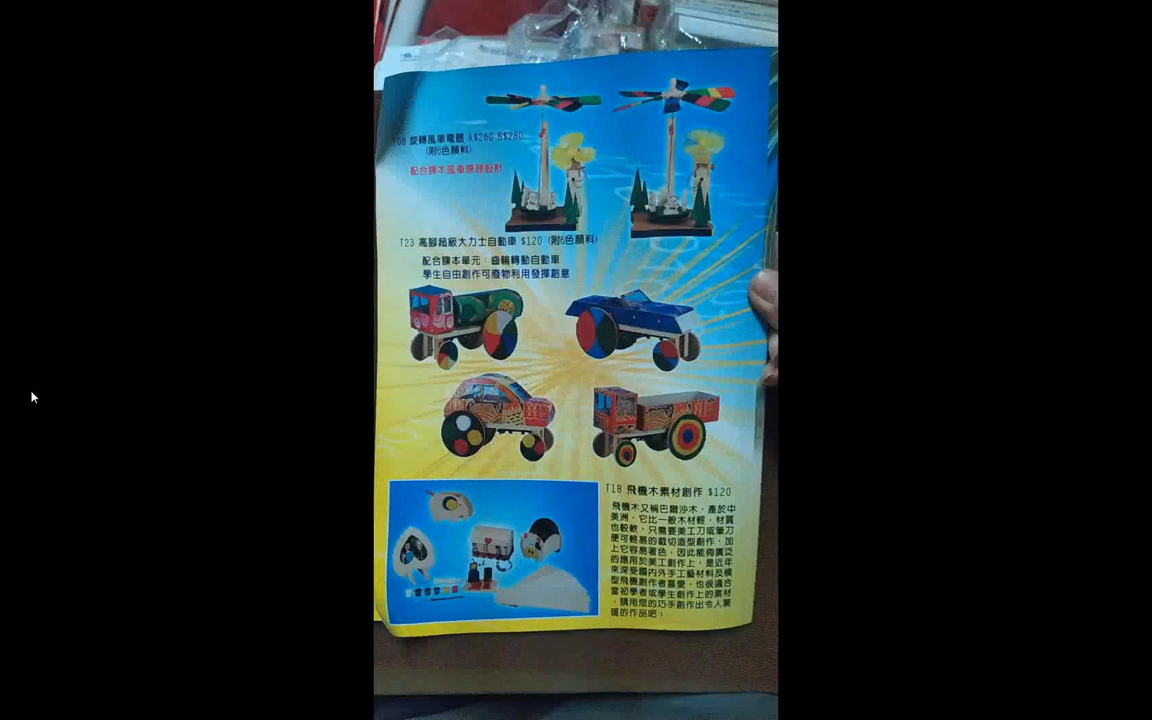 T08 旋轉風車電扇 A$260 B$280
(附6色顏料)
配合課本風車原理設計
T23 高腳超級大力士自動車 $120 (附6色顏料)
配合課本單元：齒輪轉動自動車
學生自由創作可廢物利用發揮創意
T18 飛機木素材創作 $120
飛機木又稱巴爾沙木，產於中
美洲，它比一般木材輕，材質
也較軟，只需要美工刀或筆刀
便可輕易的裁切造型創作，加
上它容易著色，因此能夠廣泛
的應用於美工創作上，是近年
來深受國內外手工藝材料及模
型飛機創作者喜愛，也很適合
當初學者或學生創作上的素材
，請用您的巧手創作出令人驚
嘆的作品吧！